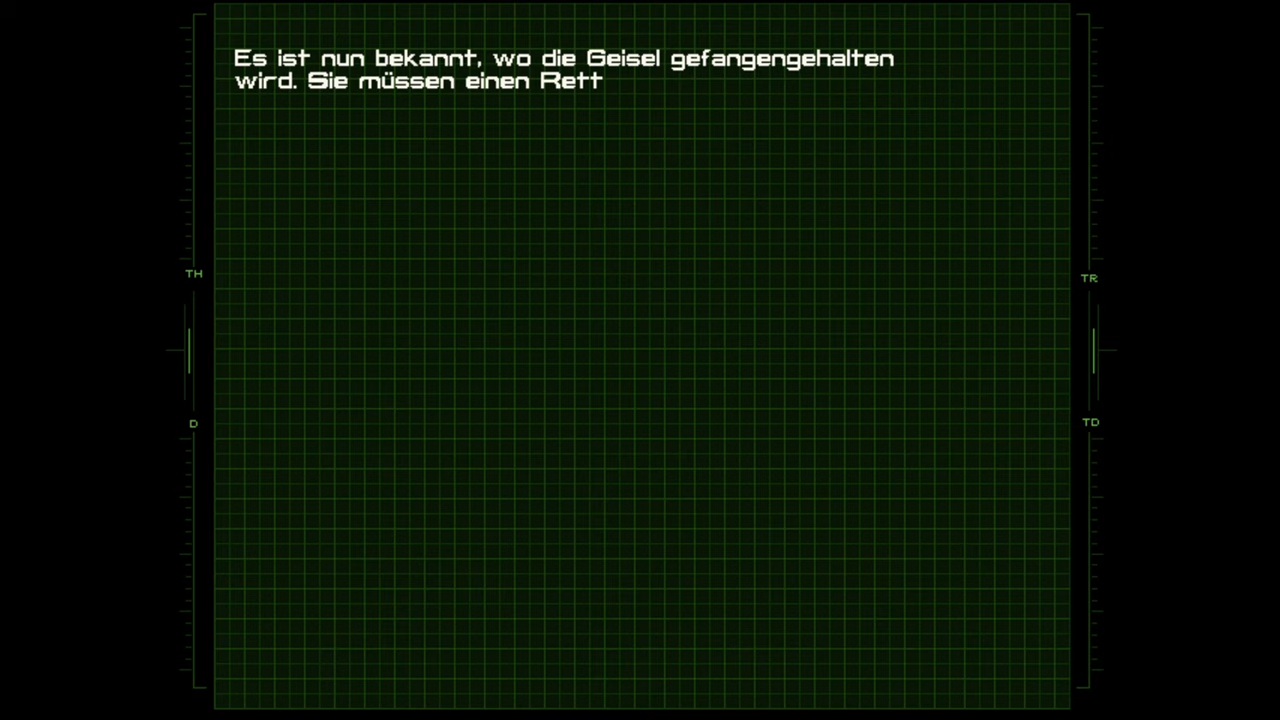 Es ist nun bekannt, wo die Geisel gefangengehalten
wird. Sie müssen einen Rett
TH
TR
D
TD